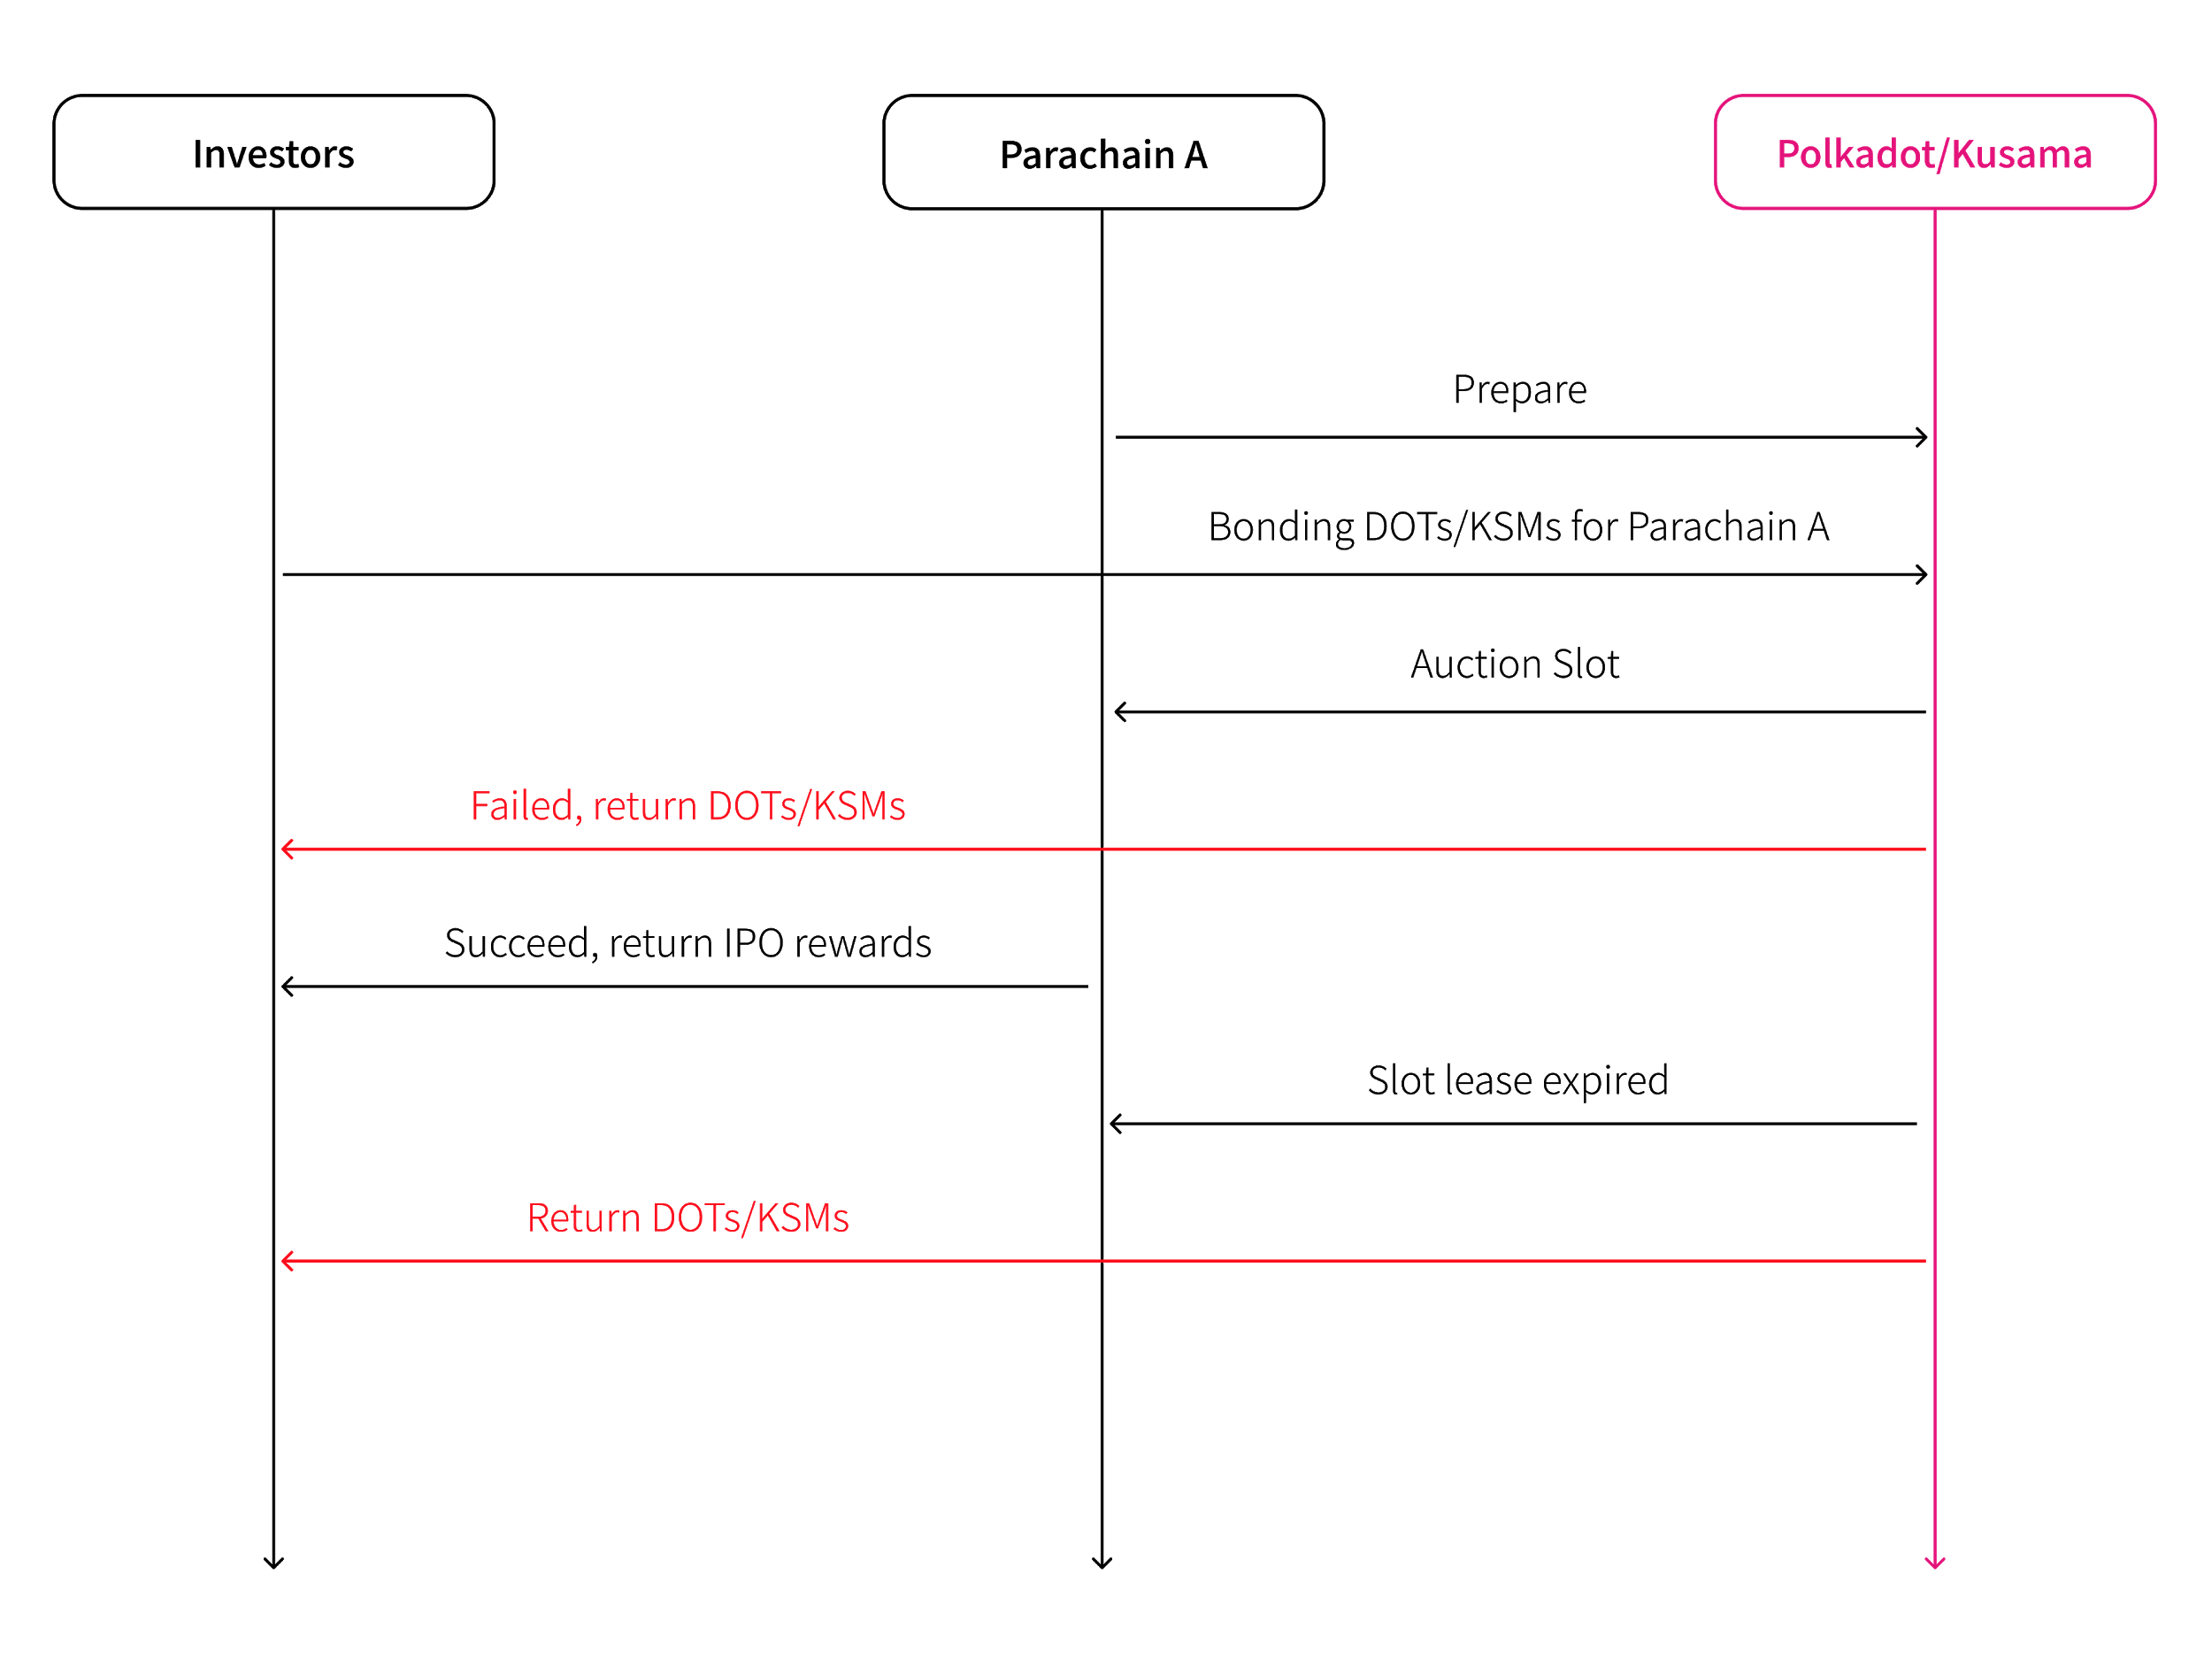 Investors
Parachain A
Polkadot/Kusama
Prepare
Bonding DOTs/KSMs for Parachain A
Auction Slot
Failed, return DOTs/KSMs
Succeed, return IPO rewards
Slot lease expired
Return DOTs/KSMs